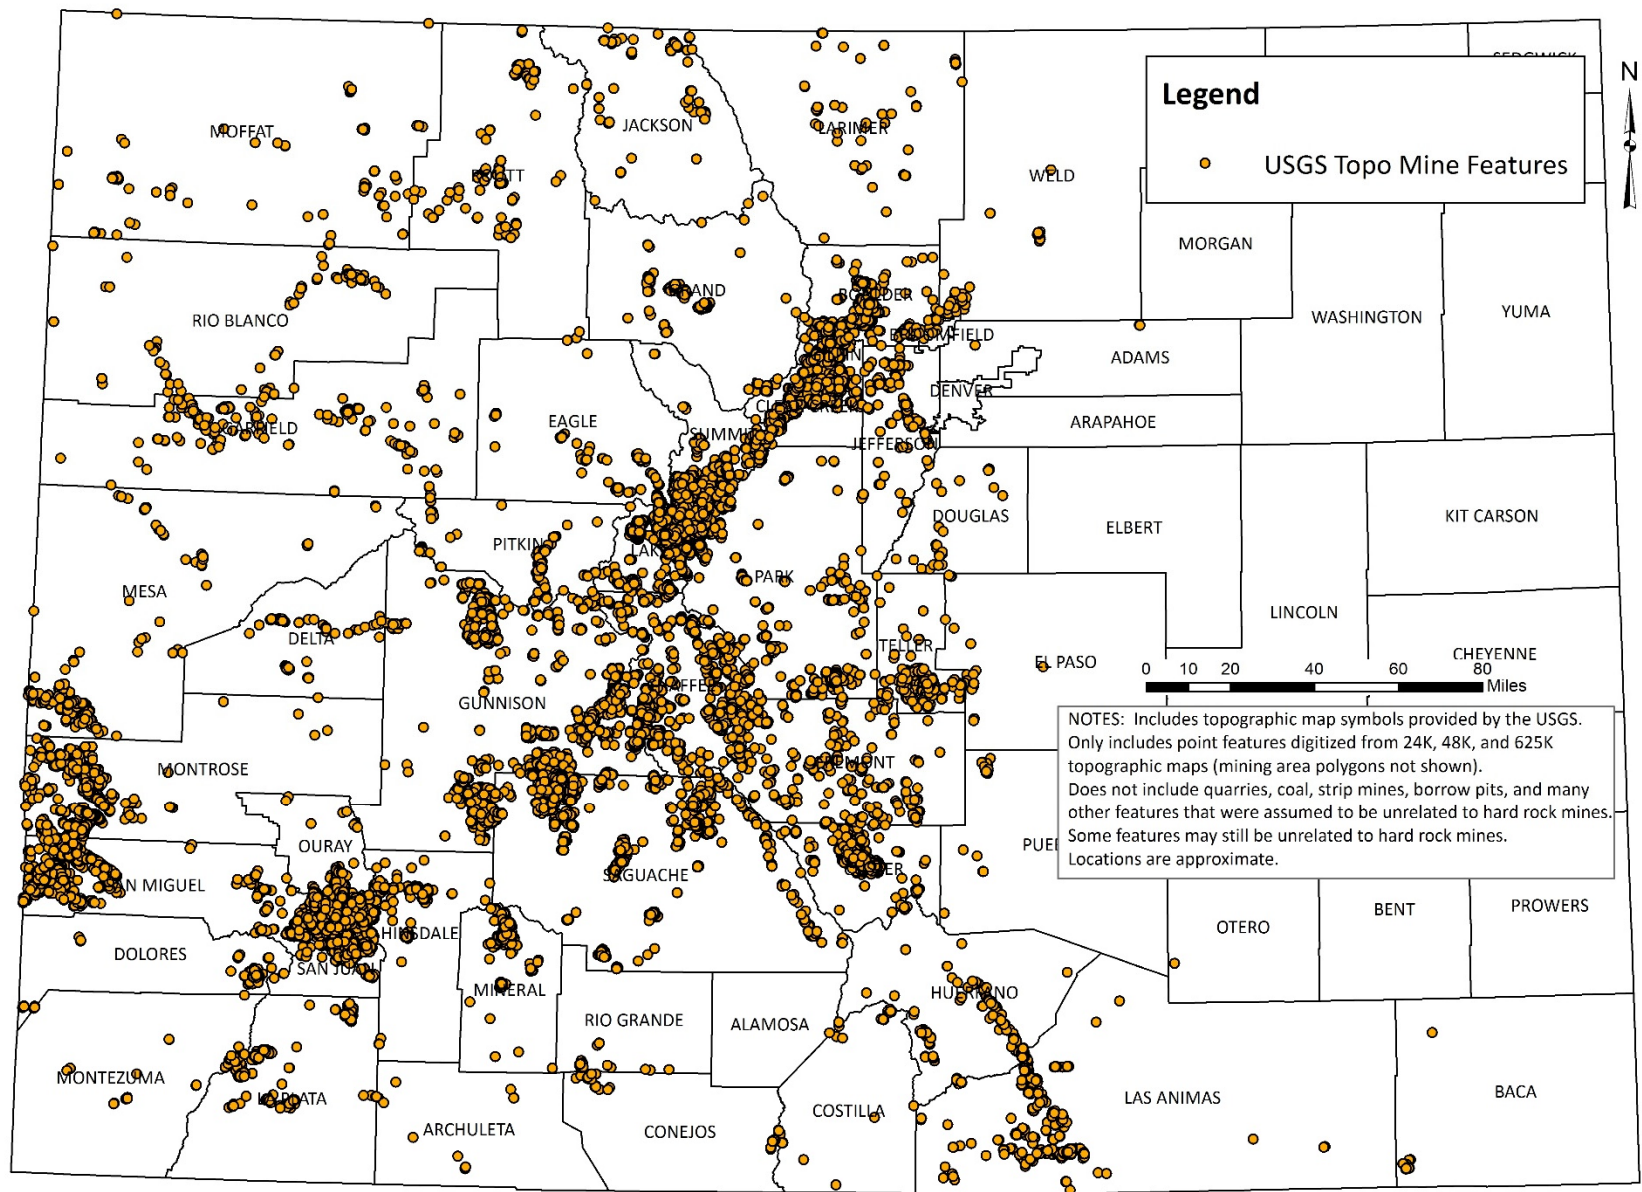 SEDGWICK
N
Legend
USGS Topo Mine Features
MOFFAT
JACKSON
LARIMER
ROUTT
WELD
MORGAN
GRAND
BOULDER
RIO BLANCO
WASHINGTON
YUMA
BROOMFIELD
GILPIN
ADAMS
DENVER
CLEAR CREEK
EAGLE
ARAPAHOE
GARFIELD
SUMMIT
JEFFERSON
DOUGLAS
ELBERT
KIT CARSON
PITKIN
LAKE
PARK
MESA
LINCOLN
DELTA
TELLER
EL PASO
CHEYENNE
0 10 20 40 60 80
Miles
CHAFFEE
GUNNISON
NOTES: Includes topographic map symbols provided by the USGS.
Only includes point features digitized from 24K, 48K, and 625K
topographic maps (mining area polygons not shown).
Does not include quarries, coal, strip mines, borrow pits, and many
other features that were assumed to be unrelated to hard rock mines.
Some features may still be unrelated to hard rock mines.
Locations are approximate.
MONTROSE
FREMONT
OURAY
PUEB
SAGUACHE
CUSTER
SAN MIGUEL
PROWERS
BENT
OTERO
HINSDALE
DOLORES
SAN JUAN
MINERAL
HUERFANO
RIO GRANDE
ALAMOSA
MONTEZUMA
LA PLATA
COSTILLA
LAS ANIMAS
BACA
ARCHULETA
CONEJOS